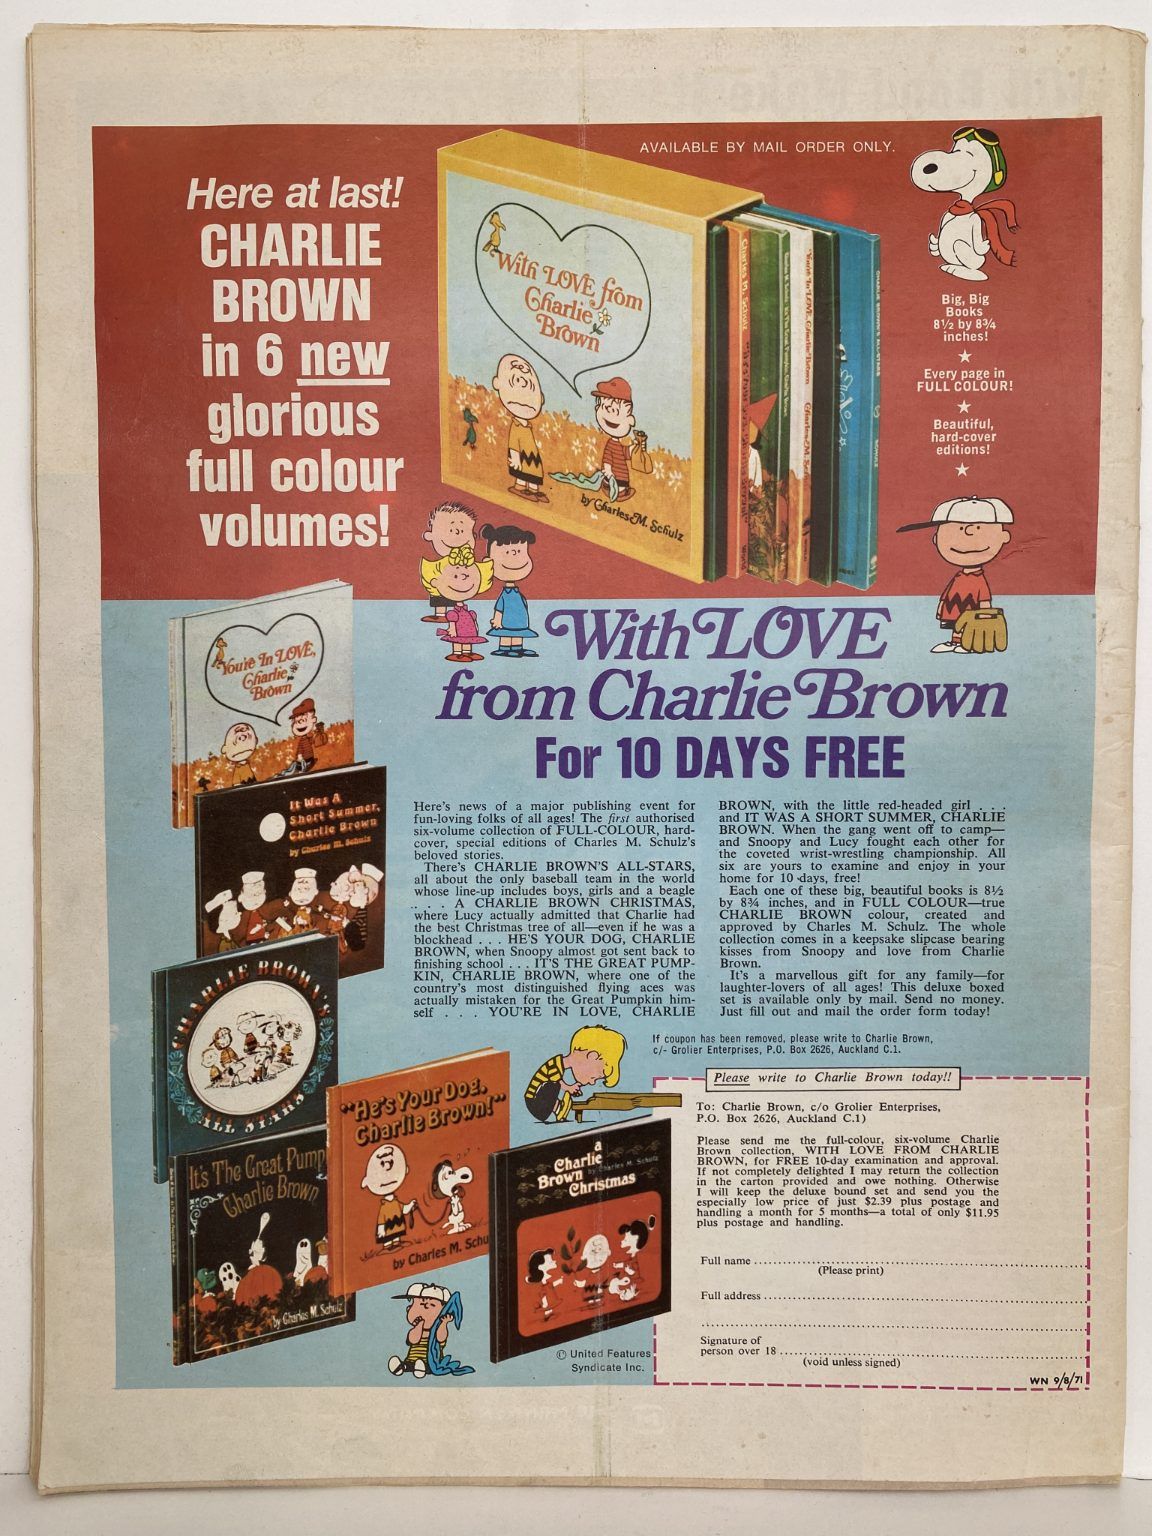 AVAILABLE BY MAIL ORDER ONLY.
Here at last!
CHARLIE
BROWN
in 6 new
glorious
full colour
volumes!
With LOVE from
Charlie
Brown
by Charles M. Schulz
Big, Big
Books
8½ by 8¾
inches!
Every page in
FULL COLOUR!
Beautiful,
hard-cover
editions!
With LOVE
from Charlie Brown
For 10 DAYS FREE
You're In LOVE,
Charlie
Brown
It Was A
Short Summer,
Charlie Brown
by Charles M. Schulz
CHARLIE BROWN'S
ALL STARS
It's The Great Pump
Charlie Brown
by Charles M. Schulz
"He's Your Dog,
Charlie Brown!"
by Charles M. Schu
a
Charlie
Brown
by Charles M. Schulz
Christmas
Here's news of a major publishing event for
fun-loving folks of all ages! The first authorised
six-volume collection of FULL-COLOUR, hard-
cover, special editions of Charles M. Schulz's
beloved stories.
There's CHARLIE BROWN'S ALL-STARS,
all about the only baseball team in the world
whose line-up includes boys, girls and a beagle
. . . . A CHARLIE BROWN CHRISTMAS,
where Lucy actually admitted that Charlie had
the best Christmas tree of all—even if he was a
blockhead . . . HE'S YOUR DOG, CHARLIE
BROWN, when Snoopy almost got sent back to
finishing school . . . IT'S THE GREAT PUMP-
KIN, CHARLIE BROWN, where one of the
country's most distinguished flying aces was
actually mistaken for the Great Pumpkin him-
self . . . YOU'RE IN LOVE, CHARLIE
BROWN, with the little red-headed girl . . .
and IT WAS A SHORT SUMMER, CHARLIE
BROWN. When the gang went off to camp—
and Snoopy and Lucy fought each other for
the coveted wrist-wrestling championship. All
six are yours to examine and enjoy in your
home for 10 days, free!
Each one of these big, beautiful books is 8½
by 8¾ inches, and in FULL COLOUR—true
CHARLIE BROWN colour, created and
approved by Charles M. Schulz. The whole
collection comes in a keepsake slipcase bearing
kisses from Snoopy and love from Charlie
Brown.
It's a marvellous gift for any family—for
laughter-lovers of all ages! This deluxe boxed
set is available only by mail. Send no money.
Just fill out and mail the order form today!
If coupon has been removed, please write to Charlie Brown,
c/- Grolier Enterprises, P.O. Box 2626, Auckland C.1.
Please write to Charlie Brown today!!
To: Charlie Brown, c/o Grolier Enterprises,
P.O. Box 2626, Auckland C.1)
Please send me the full-colour, six-volume Charlie
Brown collection, WITH LOVE FROM CHARLIE
BROWN, for FREE 10-day examination and approval.
If not completely delighted I may return the collection
in the carton provided and owe nothing. Otherwise
I will keep the deluxe bound set and send you the
especially low price of just $2.39 plus postage and
handling a month for 5 months—a total of only $11.95
plus postage and handling.
Full name
(Please print)
Full address
Signature of
person over 18
(void unless signed)
WN 9/8/71
© United Features
Syndicate Inc.